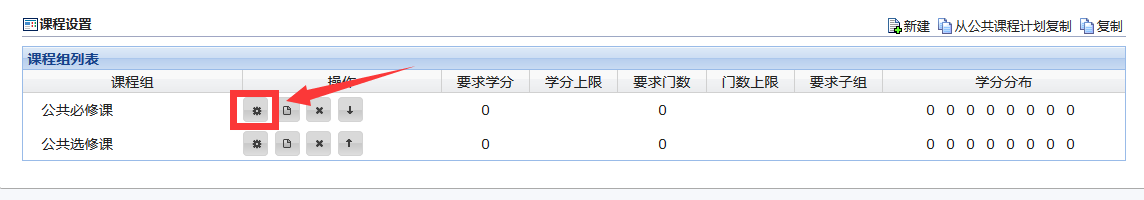 课程设置 新建 从公共课程计划复制 复制
课程组列表
课程组 操作 要求学分 学分上限 要求门数 门数上限 要求子组 学分分布
公共必修课 0 0 0 0 0 0 0 0 0 0
公共选修课 0 0 0 0 0 0 0 0 0 0